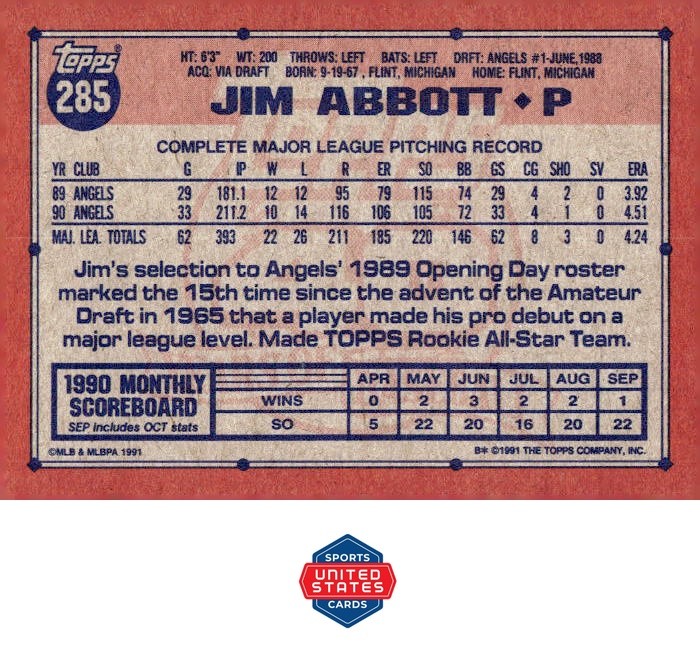 Topps®
285
HT: 6'3" WT: 200 THROWS: LEFT BATS: LEFT DRFT: ANGELS #1-JUNE,1988
ACQ: VIA DRAFT BORN: 9-19-67 , FLINT, MICHIGAN HOME: FLINT, MICHIGAN
JIM ABBOTT ◆ P
COMPLETE MAJOR LEAGUE PITCHING RECORD
YR CLUB G IP W L R ER SO BB GS CG SHO SV ERA
89 ANGELS 29 181.1 12 12 95 79 115 74 29 4 2 0 3.92
90 ANGELS 33 211.2 10 14 116 106 105 72 33 4 1 0 4.51
MAJ. LEA. TOTALS 62 393 22 26 211 185 220 146 62 8 3 0 4.24
Jim's selection to Angels' 1989 Opening Day roster
marked the 15th time since the advent of the Amateur
Draft in 1965 that a player made his pro debut on a
major league level. Made TOPPS Rookie All-Star Team.
1990 MONTHLY
SCOREBOARD
SEP includes OCT stats
APR MAY JUN JUL AUG SEP
WINS 0 2 3 2 2 1
SO 5 22 20 16 20 22
©MLB & MLBPA 1991
B* ©1991 THE TOPPS COMPANY, INC.
SPORTS
UNITED
STATES
CARDS